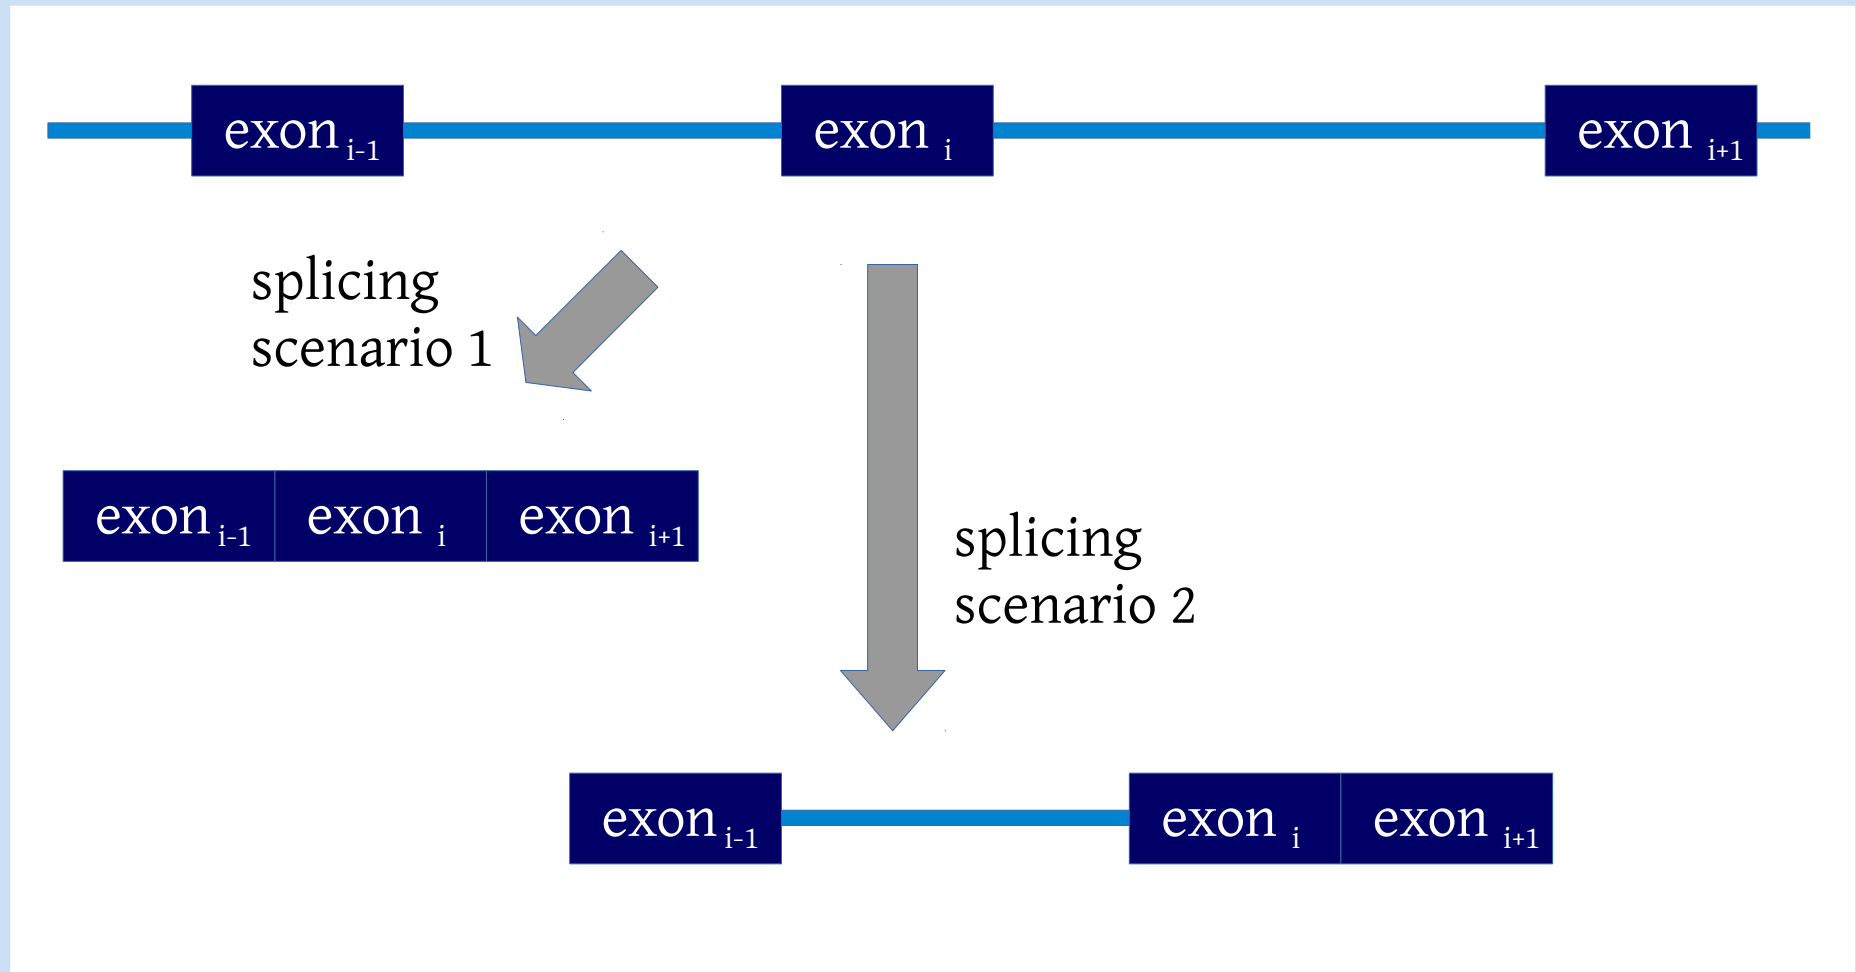 exon i-1 exon i exon i+1
splicing
scenario 1
exon i-1 exon i exon i+1
splicing
scenario 2
exon i-1 exon i exon i+1